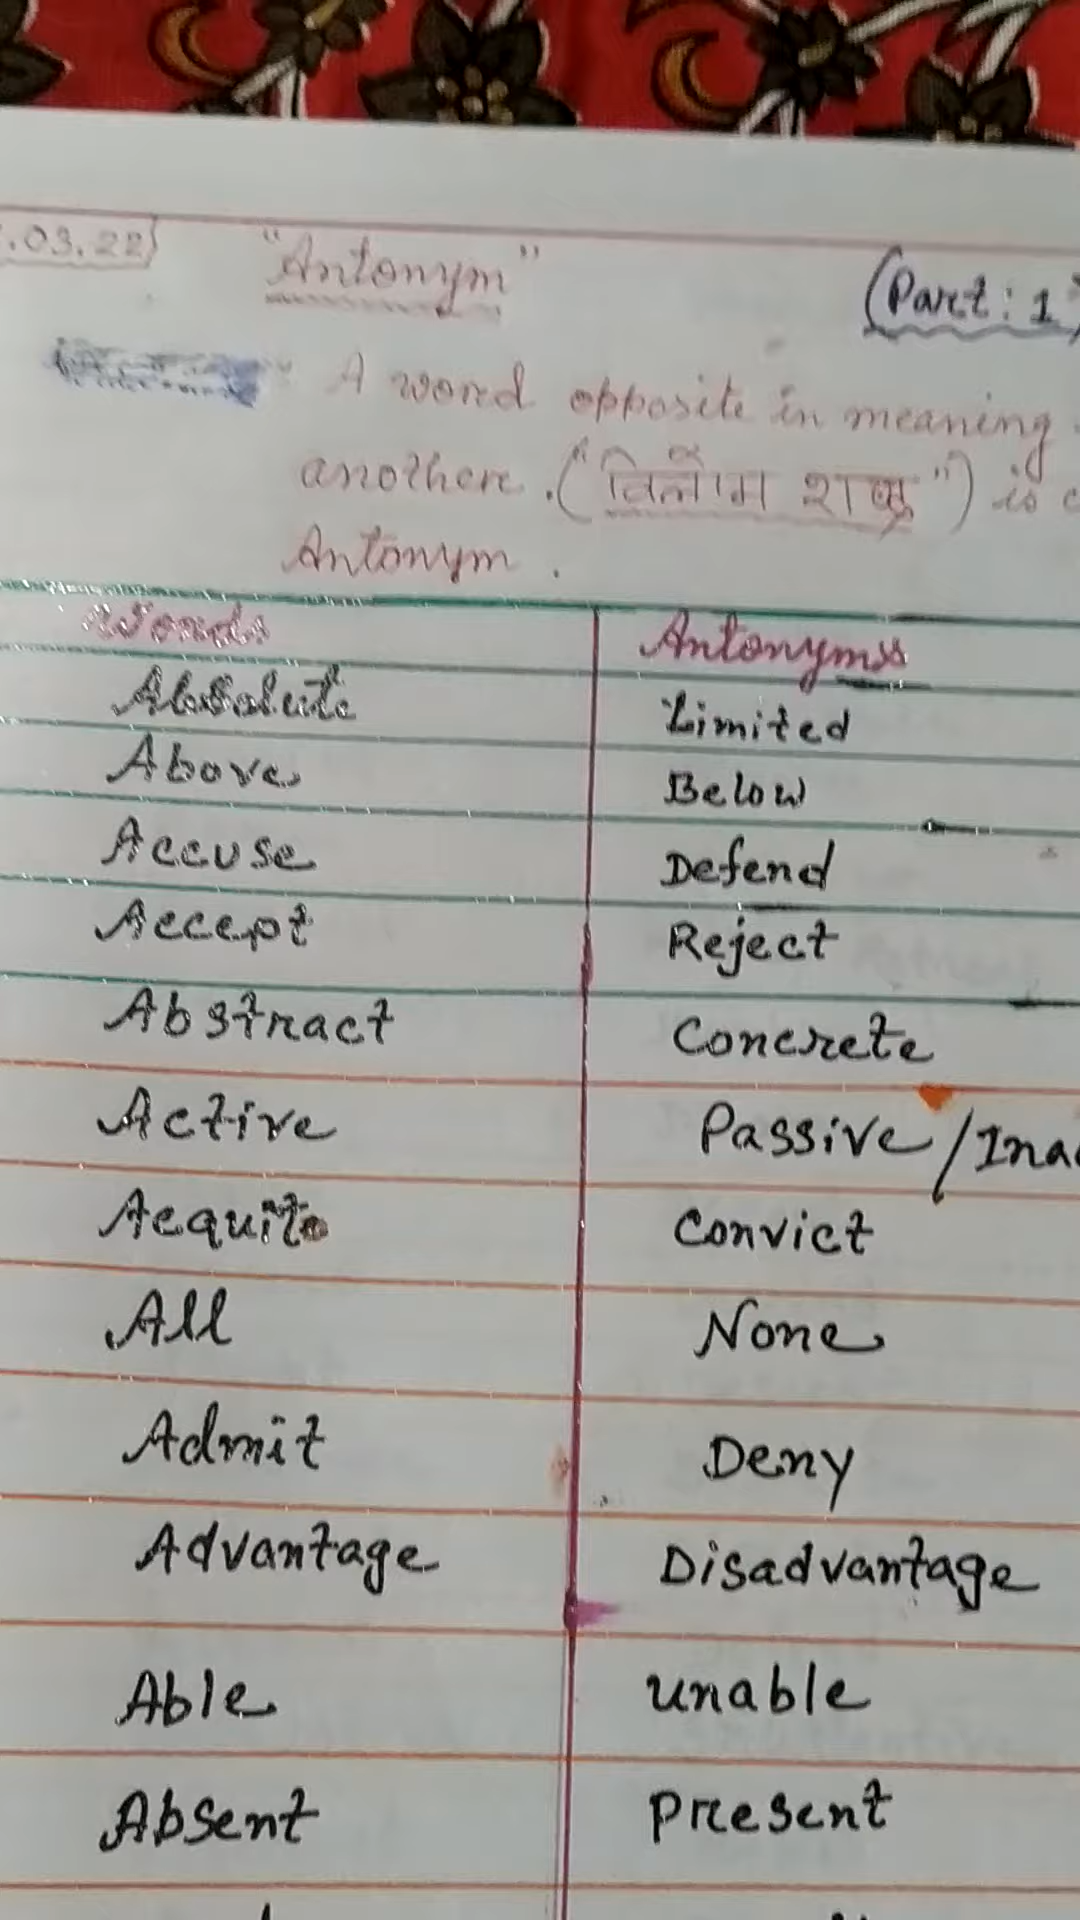 .03.22)
"Antonym"
(Part: 1)
A word opposite in meaning
another. ("विलोम शब्द") is
Antonym.
Words Antonyms
Absolute Limited
Above Below
Accuse Defend
Accept Reject
Abstract Concrete
Active Passive/Ina
Acquit Convict
All None
Admit Deny
Advantage Disadvantage
Able unable
Absent Present